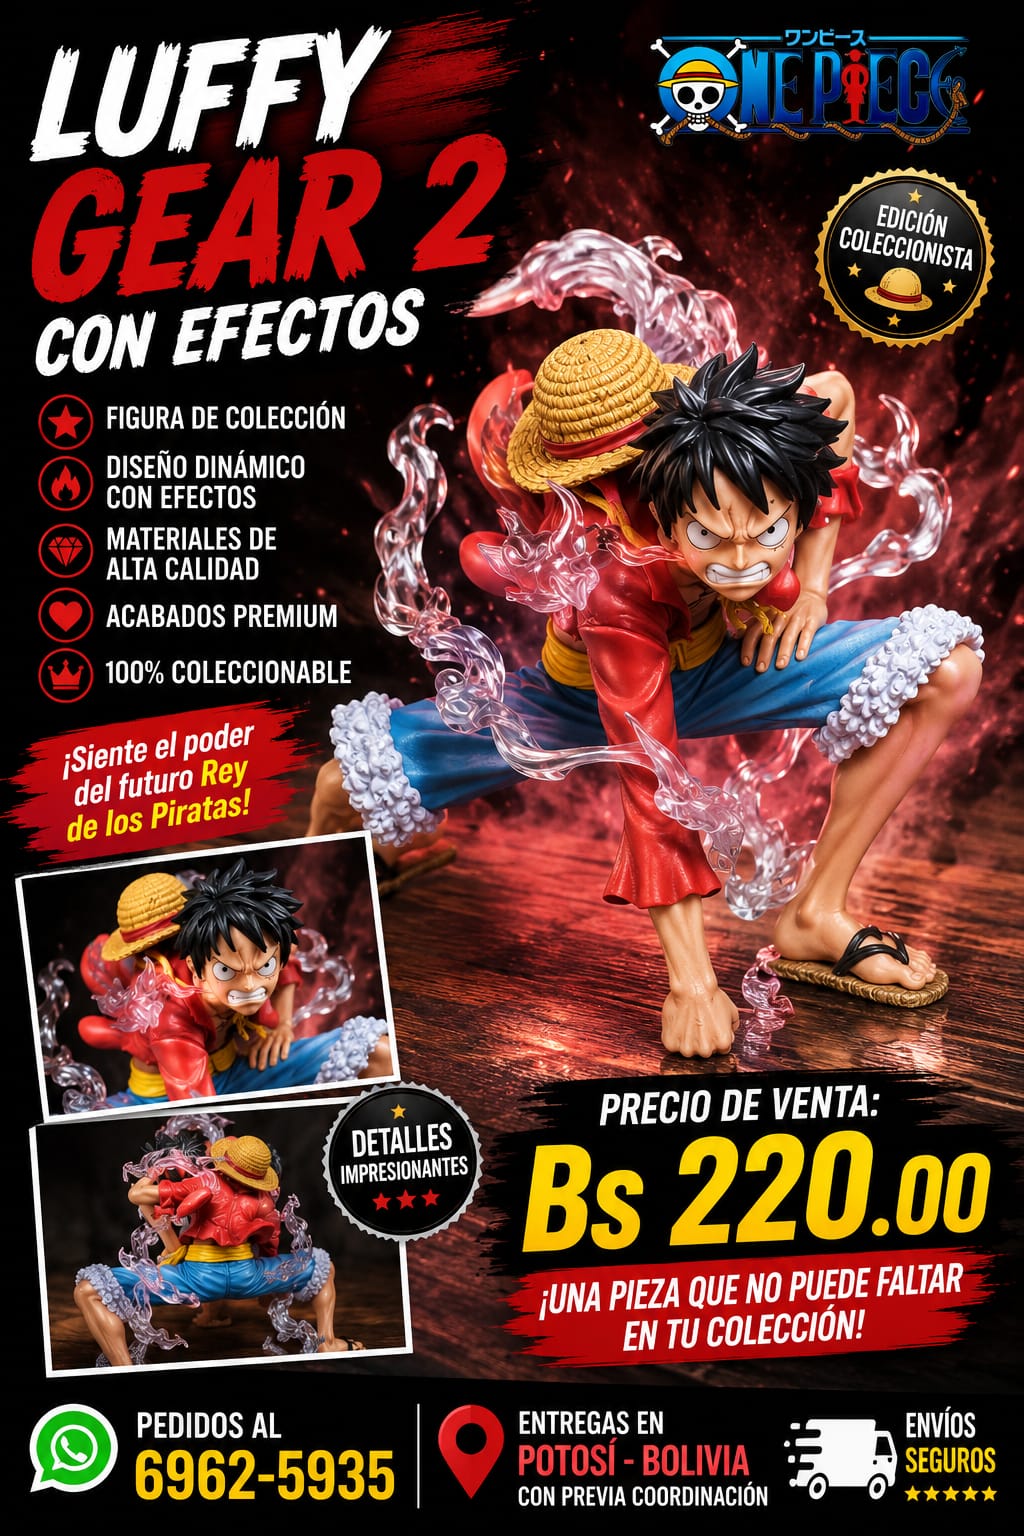 LUFFY
GEAR 2
CON EFECTOS
ワンピース
ONE PIECE
EDICIÓN
COLECCIONISTA
FIGURA DE COLECCIÓN
DISEÑO DINÁMICO
CON EFECTOS
MATERIALES DE
ALTA CALIDAD
ACABADOS PREMIUM
100% COLECCIONABLE
¡Siente el poder
del futuro Rey
de los Piratas!
DETALLES
IMPRESIONANTES
PRECIO DE VENTA:
Bs 220.00
¡UNA PIEZA QUE NO PUEDE FALTAR
EN TU COLECCIÓN!
PEDIDOS AL
6962-5935
ENTREGAS EN
POTOSÍ - BOLIVIA
CON PREVIA COORDINACIÓN
ENVÍOS
SEGUROS